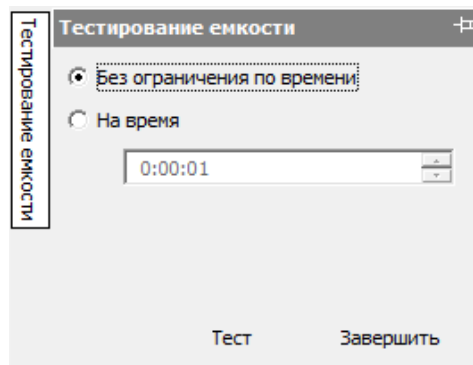 Тестирование емкости
Тестирование емкости
Без ограничения по времени
На время
0:00:01
Тест Завершить